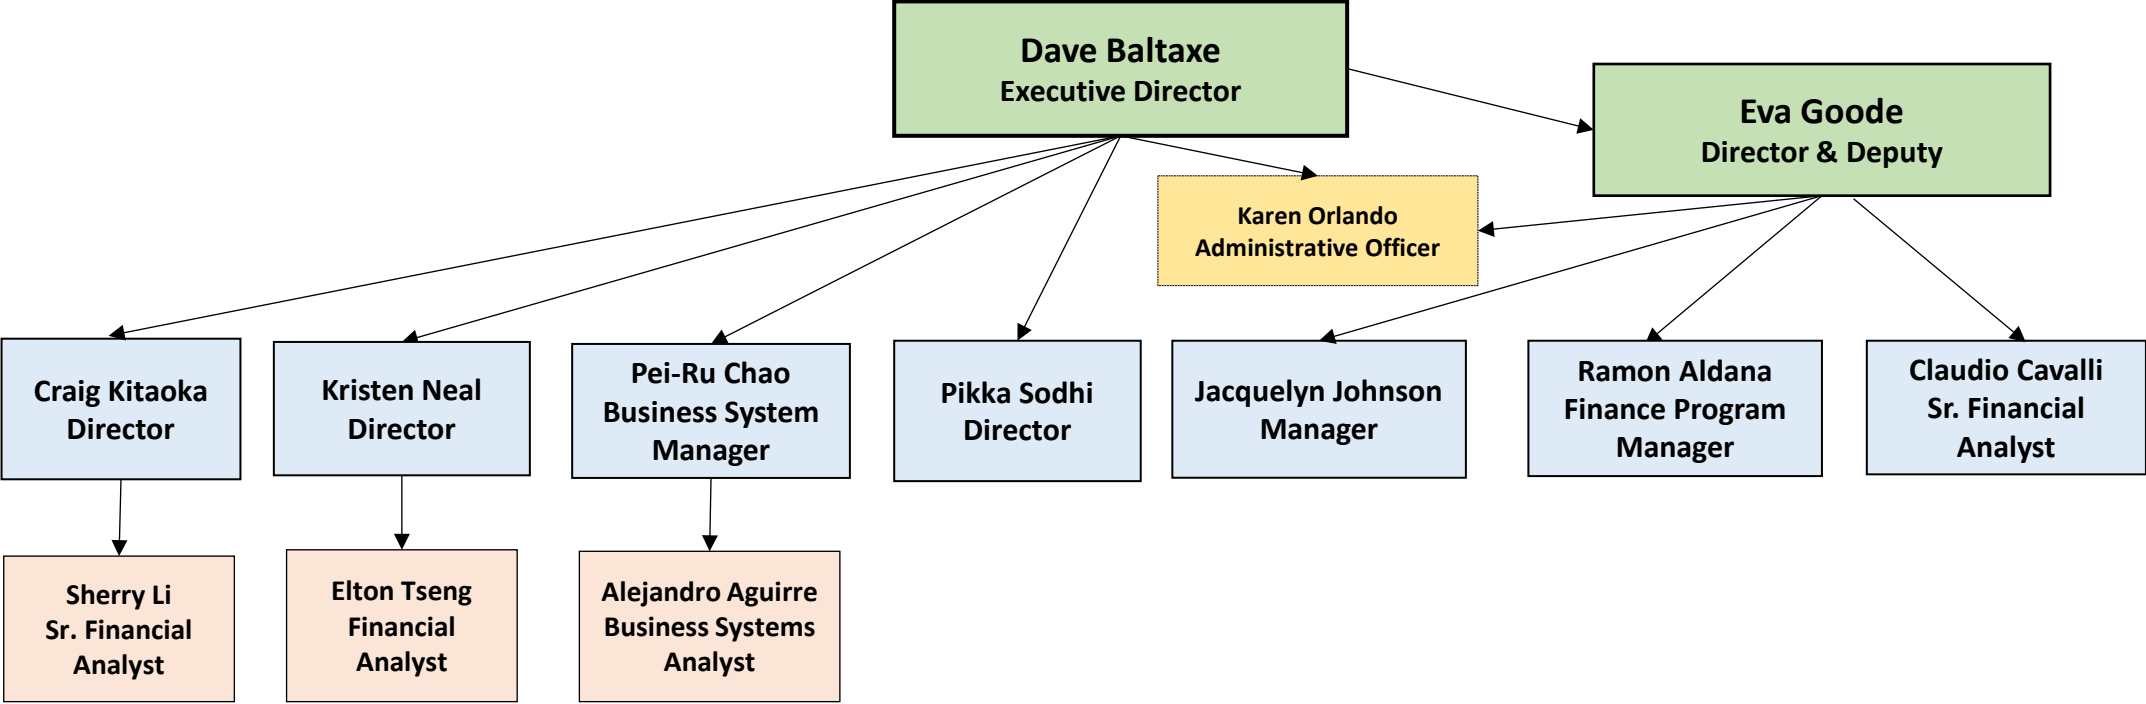 Dave Baltaxe
Executive Director
Eva Goode
Director & Deputy
Karen Orlando
Administrative Officer
Craig Kitaoka
Director
Kristen Neal
Director
Pei-Ru Chao
Business System
Manager
Pikka Sodhi
Director
Jacquelyn Johnson
Manager
Ramon Aldana
Finance Program
Manager
Claudio Cavalli
Sr. Financial
Analyst
Sherry Li
Sr. Financial
Analyst
Elton Tseng
Financial
Analyst
Alejandro Aguirre
Business Systems
Analyst